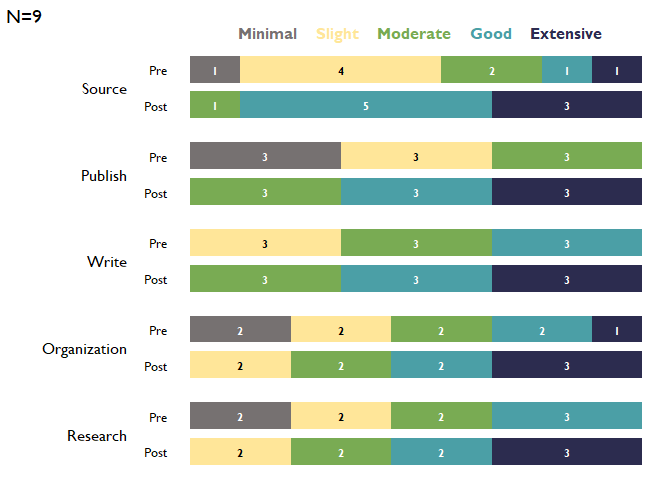 N=9
Minimal Slight Moderate Good Extensive
Pre 1 4 2 1 1
Source
Post 1 5 3
Pre 3 3 3
Publish
Post 3 3 3
Pre 3 3 3
Write
Post 3 3 3
Pre 2 2 2 2 1
Organization
Post 2 2 2 3
Pre 2 2 2 3
Research
Post 2 2 2 3